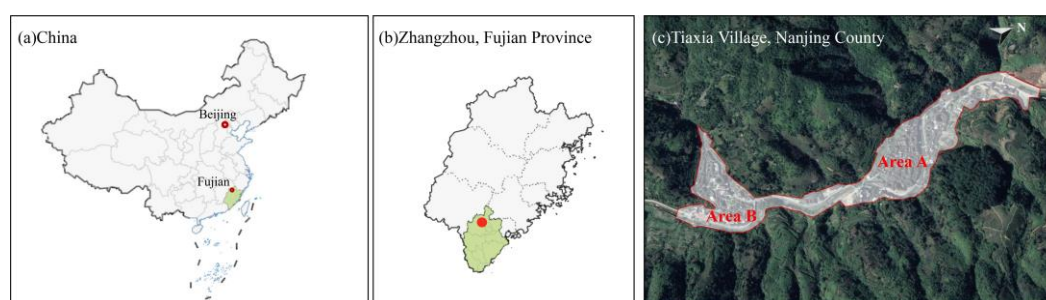 (a)China
Beijing
Fujian
(b)Zhangzhou, Fujian Province
(c)Tiaxia Village, Nanjing County
N
Area A
Area B